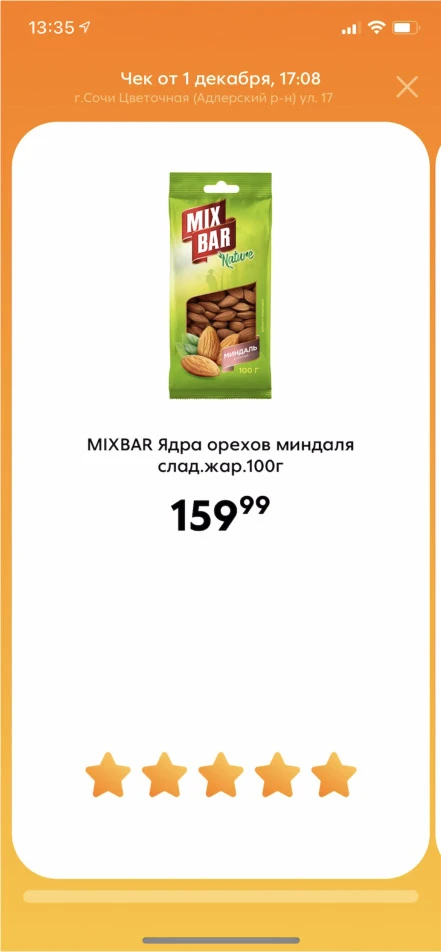 13:35
Чек от 1 декабря, 17:08
г.Сочи Цветочная (Адлерский р-н) ул. 17
MIX
BAR
Nature
МИНДАЛЬ
100 Г
MIXBAR Ядра орехов миндаля
слад.жар.100г
159⁹⁹